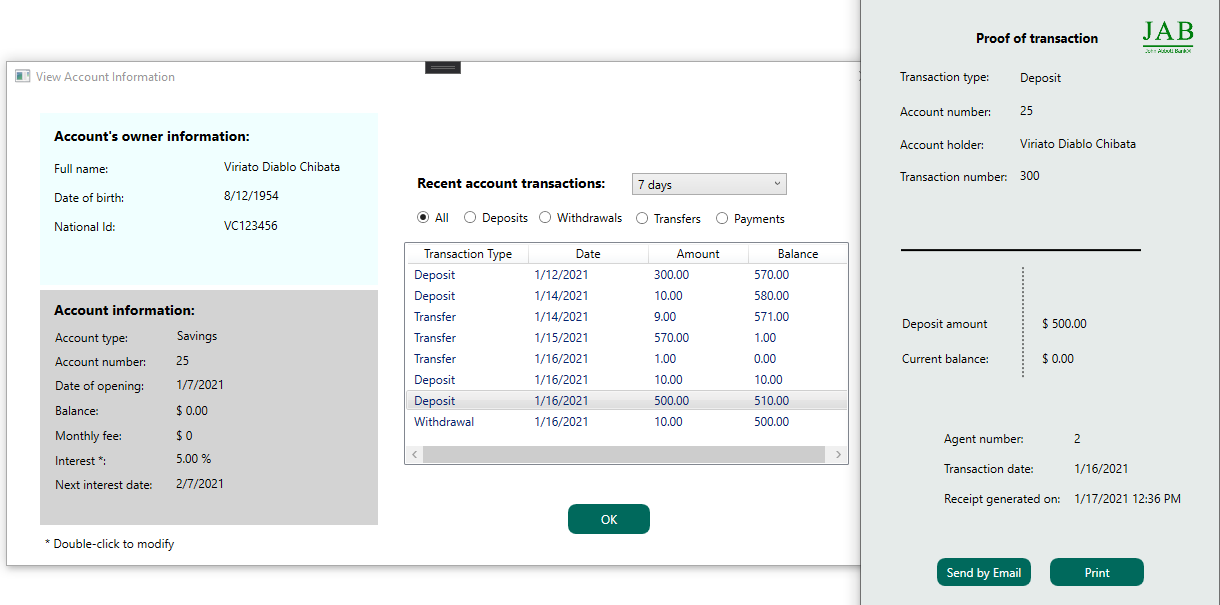 View Account Information
Account's owner information:
Full name: Viriato Diablo Chibata
Date of birth: 8/12/1954
National Id: VC123456
Account information:
Account type: Savings
Account number: 25
Date of opening: 1/7/2021
Balance: $ 0.00
Monthly fee: $ 0
Interest *: 5.00 %
Next interest date: 2/7/2021
* Double-click to modify
Recent account transactions: 7 days
All Deposits Withdrawals Transfers Payments
Transaction Type Date Amount Balance
Deposit 1/12/2021 300.00 570.00
Deposit 1/14/2021 10.00 580.00
Transfer 1/14/2021 9.00 571.00
Transfer 1/15/2021 570.00 1.00
Transfer 1/16/2021 1.00 0.00
Deposit 1/16/2021 10.00 10.00
Deposit 1/16/2021 500.00 510.00
Withdrawal 1/16/2021 10.00 500.00
OK
Proof of transaction
JAB
John Abbott Bank
Transaction type: Deposit
Account number: 25
Account holder: Viriato Diablo Chibata
Transaction number: 300
Deposit amount $ 500.00
Current balance: $ 0.00
Agent number: 2
Transaction date: 1/16/2021
Receipt generated on: 1/17/2021 12:36 PM
Send by Email Print